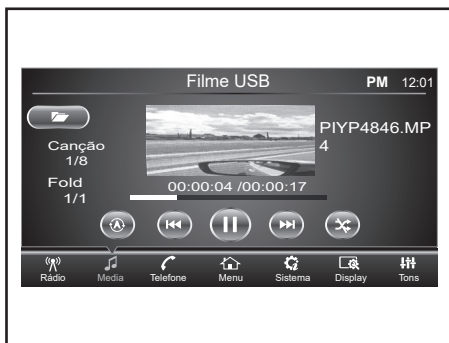 Filme USB
PM 12:01
Canção
1/8
PIYP4846.MP
4
Fold
1/1
00:00:04 /00:00:17
Rádio Media Telefone Menu Sistema Display Tons